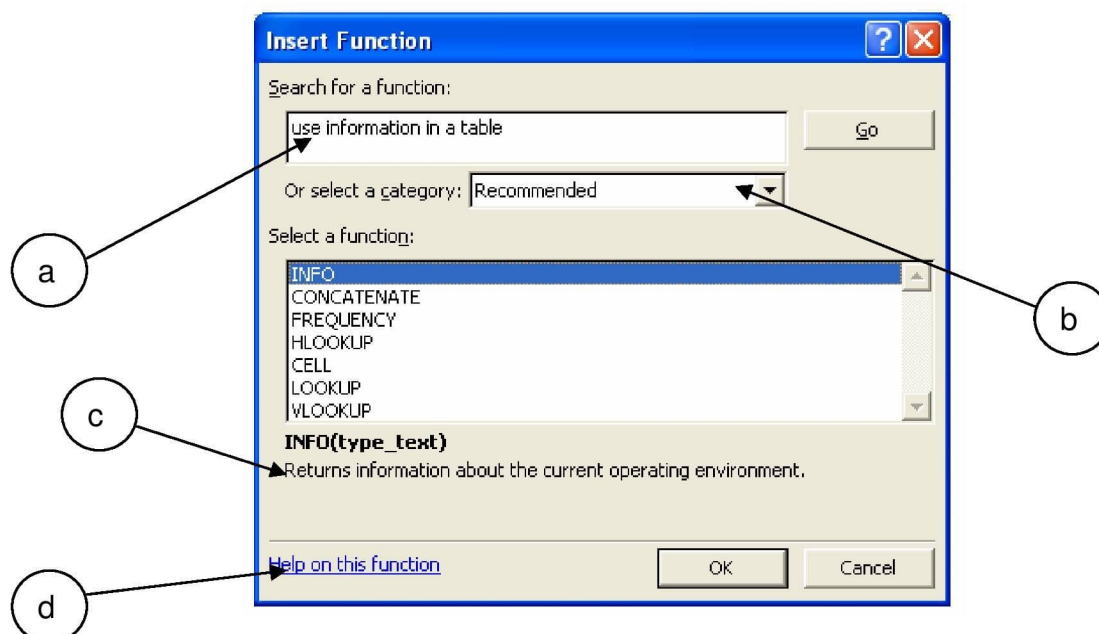 Insert Function
Search for a function:
use information in a table
Go
Or select a category: Recommended
a
Select a function:
INFO
CONCATENATE
FREQUENCY
HLOOKUP
CELL
LOOKUP
VLOOKUP
b
c
INFO(type_text)
Returns information about the current operating environment.
Help on this function
OK
Cancel
d